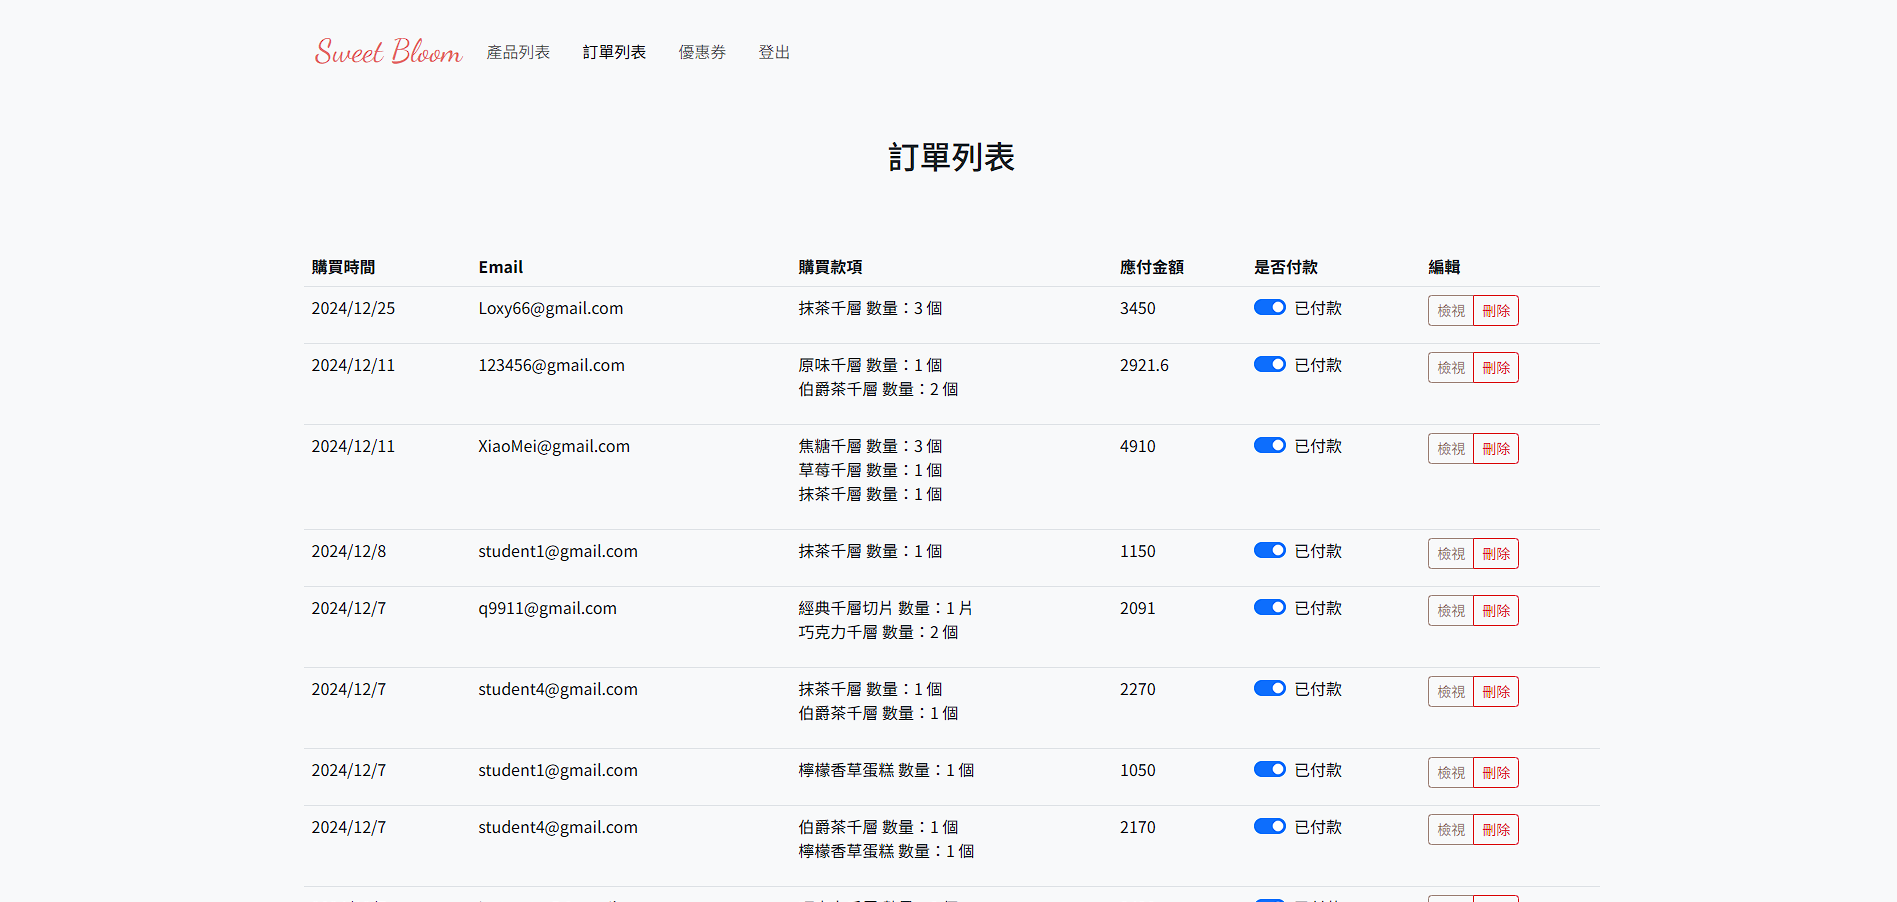 Sweet Bloom 產品列表 訂單列表 優惠券 登出
訂單列表
購買時間 Email 購買款項 應付金額 是否付款 編輯
2024/12/25 Loxy66@gmail.com 抹茶千層 數量：3 個 3450 已付款 檢視 刪除
2024/12/11 123456@gmail.com 原味千層 數量：1 個 2921.6 已付款 檢視 刪除
伯爵茶千層 數量：2 個
2024/12/11 XiaoMei@gmail.com 焦糖千層 數量：3 個 4910 已付款 檢視 刪除
草莓千層 數量：1 個
抹茶千層 數量：1 個
2024/12/8 student1@gmail.com 抹茶千層 數量：1 個 1150 已付款 檢視 刪除
2024/12/7 q9911@gmail.com 經典千層切片 數量：1 片 2091 已付款 檢視 刪除
巧克力千層 數量：2 個
2024/12/7 student4@gmail.com 抹茶千層 數量：1 個 2270 已付款 檢視 刪除
伯爵茶千層 數量：1 個
2024/12/7 student1@gmail.com 檸檬香草蛋糕 數量：1 個 1050 已付款 檢視 刪除
2024/12/7 student4@gmail.com 伯爵茶千層 數量：1 個 2170 已付款 檢視 刪除
檸檬香草蛋糕 數量：1 個